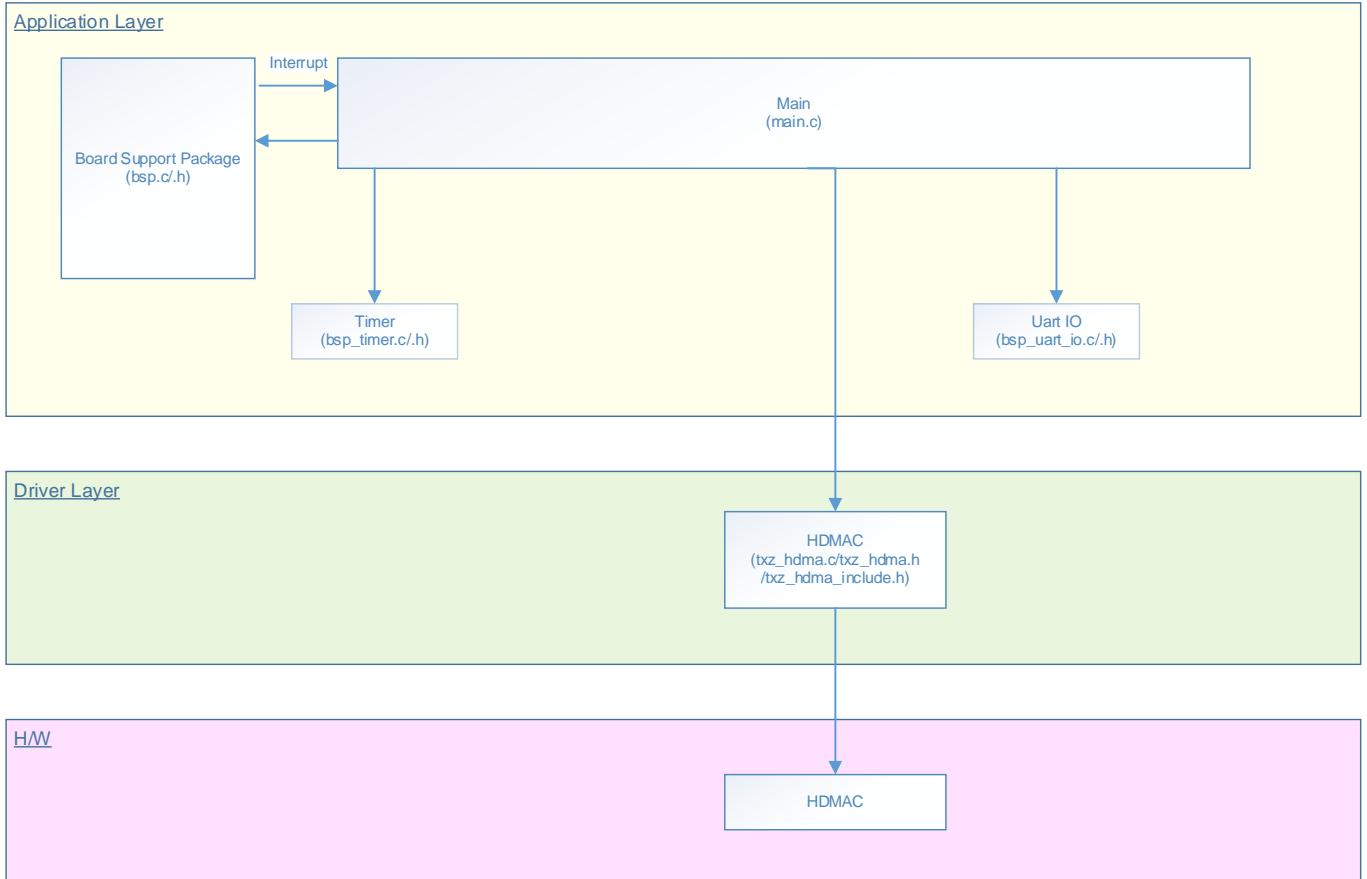 Application Layer
Interrupt
Main
(main.c)
Board Support Package
(bsp.c/.h)
Timer
(bsp_timer.c/.h)
Uart IO
(bsp_uart_io.c/.h)
Driver Layer
HDMAC
(txz_hdma.c/txz_hdma.h
/txz_hdma_include.h)
H/W
HDMAC